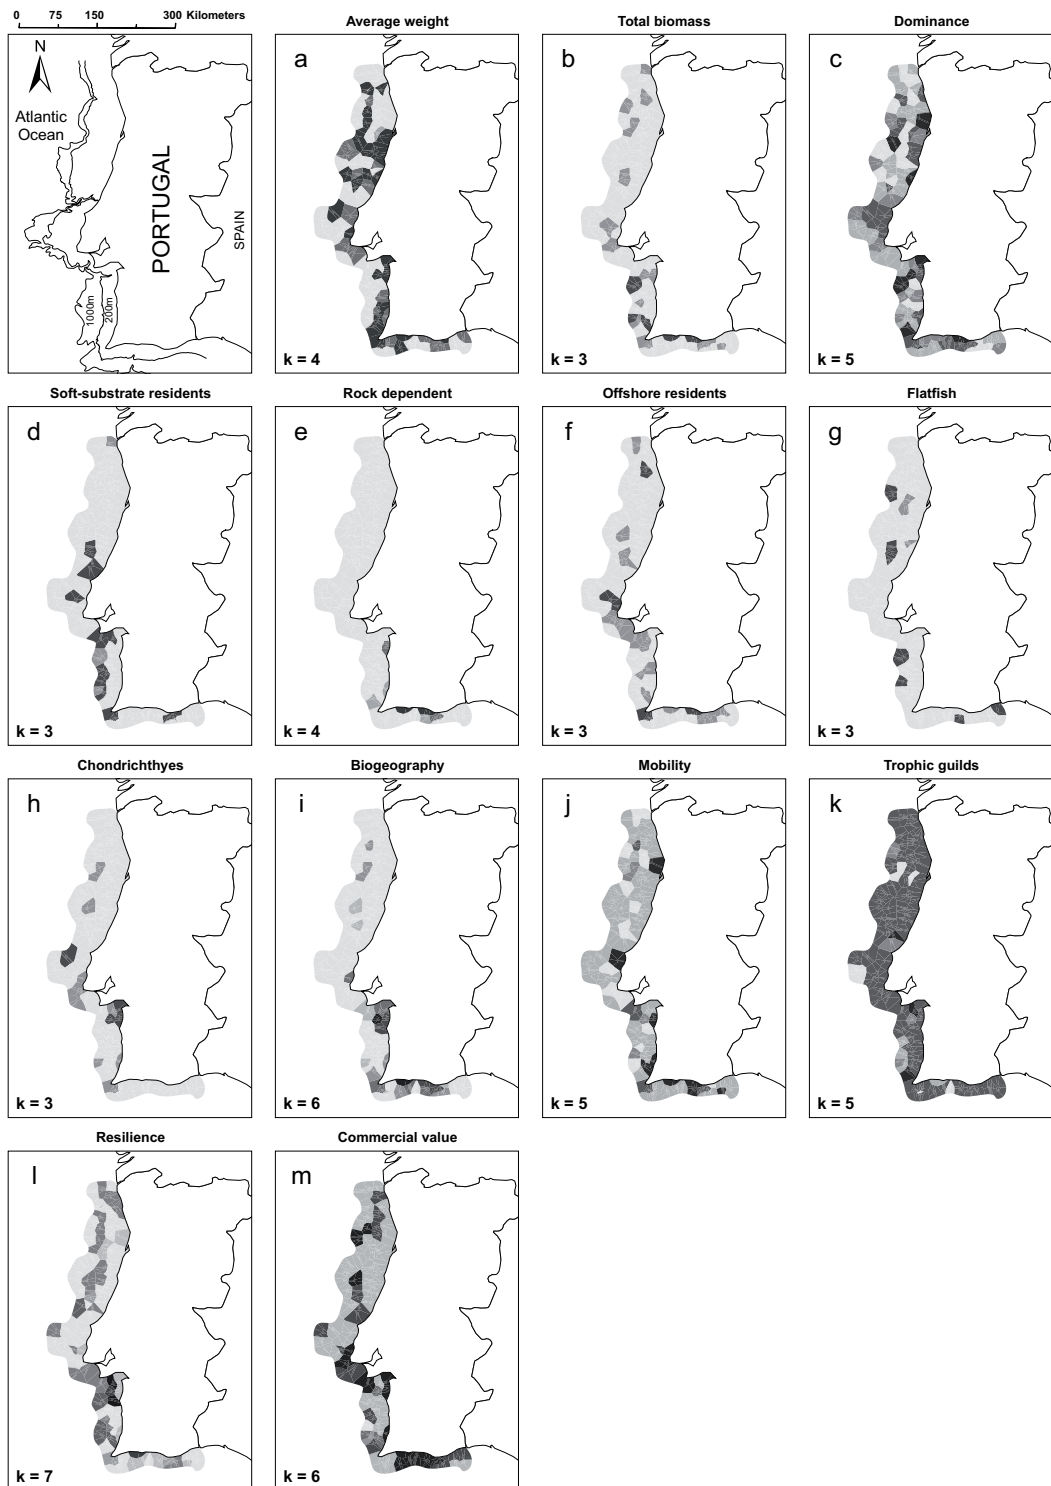 0 75 150 300 Kilometers
N
Atlantic
Ocean
PORTUGAL
SPAIN
1000m
200m
Average weight
a
k = 4
Total biomass
b
k = 3
Dominance
c
k = 5
Soft-substrate residents
d
k = 3
Rock dependent
e
k = 4
Offshore residents
f
k = 3
Flatfish
g
k = 3
Chondrichthyes
h
k = 3
Biogeography
i
k = 6
Mobility
j
k = 5
Trophic guilds
k
k = 5
Resilience
l
k = 7
Commercial value
m
k = 6